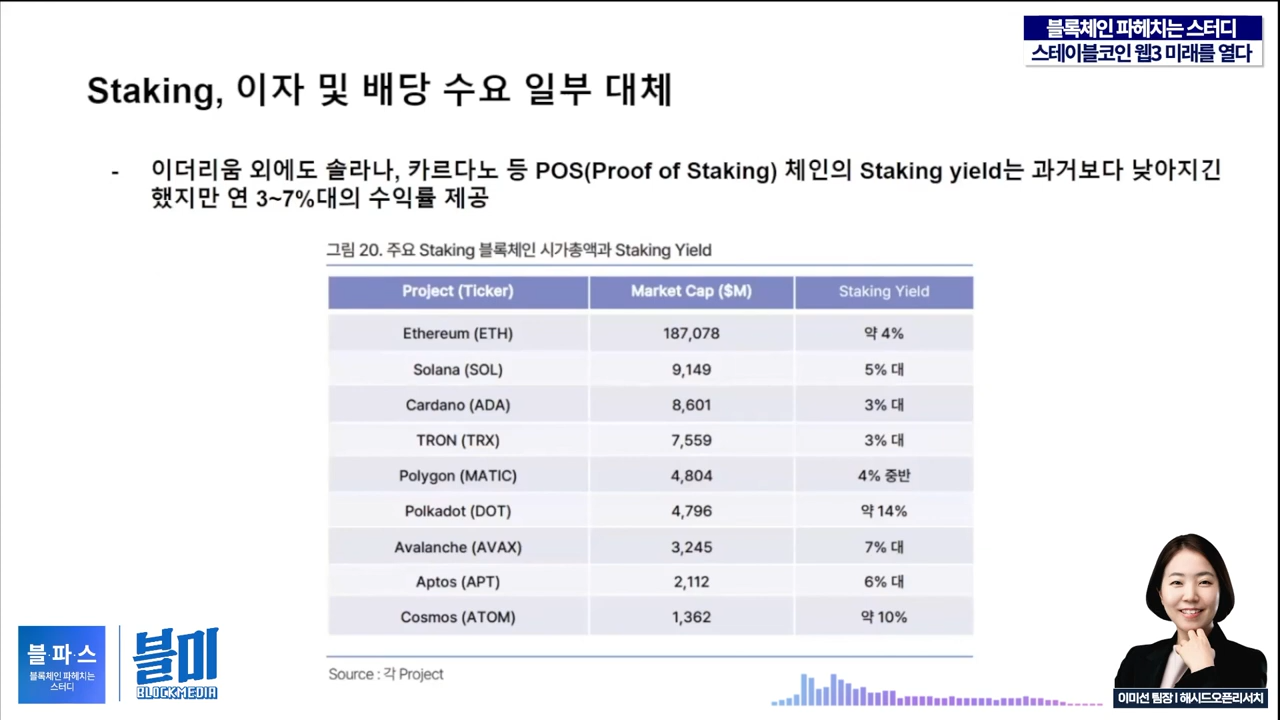 블록체인 파헤치는 스터디
스테이블코인 웹3 미래를 열다
Staking, 이자 및 배당 수요 일부 대체
- 이더리움 외에도 솔라나, 카르다노 등 POS(Proof of Staking) 체인의 Staking yield는 과거보다 낮아지긴
했지만 연 3~7%대의 수익률 제공
그림 20. 주요 Staking 블록체인 시가총액과 Staking Yield
Project (Ticker) Market Cap ($M) Staking Yield
Ethereum (ETH) 187,078 약 4%
Solana (SOL) 9,149 5% 대
Cardano (ADA) 8,601 3% 대
TRON (TRX) 7,559 3% 대
Polygon (MATIC) 4,804 4% 중반
Polkadot (DOT) 4,796 약 14%
Avalanche (AVAX) 3,245 7% 대
Aptos (APT) 2,112 6% 대
Cosmos (ATOM) 1,362 약 10%
Source : 각 Project
블·파·스
블록체인 파헤치는
스터디
블미
BLOCKMEDIA
이미선 팀장 | 해시드오픈리서치